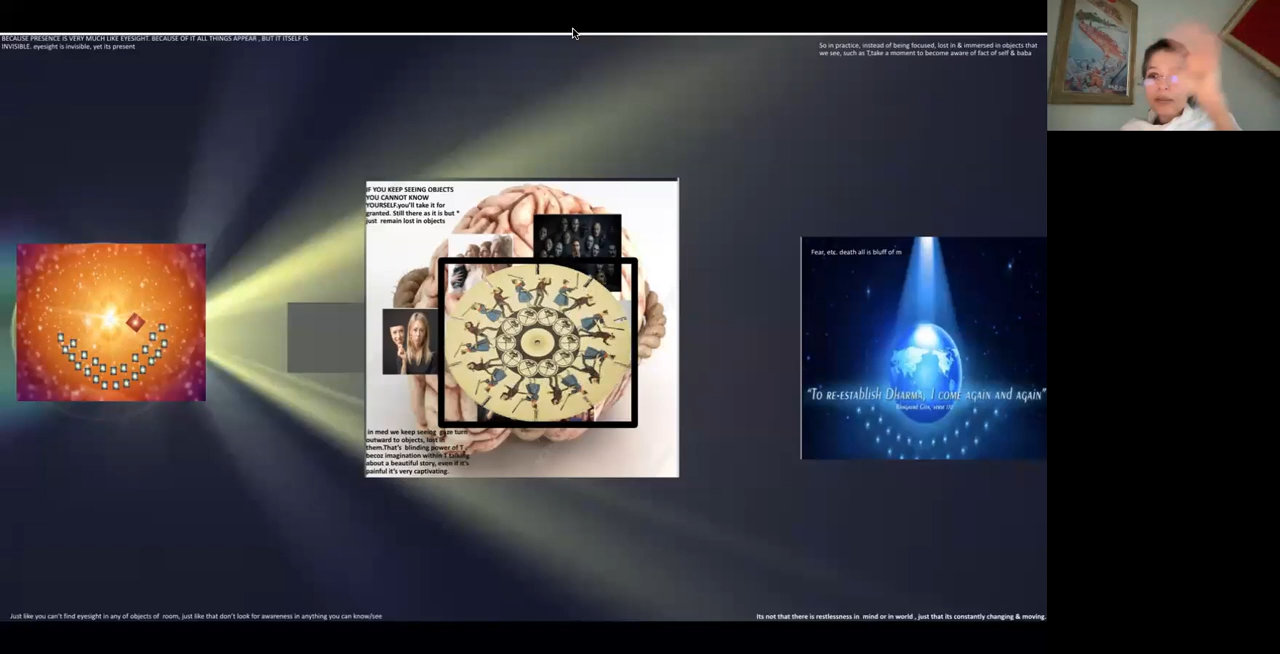 BECAUSE PRESENCE IS VERY MUCH LIKE EYESIGHT. BECAUSE OF IT ALL THINGS APPEAR , BUT IT ITSELF IS
INVISIBLE. eyesight is invisible, yet its present
So in practice, instead of being focused, lost in & immersed in objects that
we see, such as T,take a moment to become aware of fact of self & baba
IF YOU KEEP SEEING OBJECTS
YOU CANNOT KNOW
YOURSELF.you'll take it for
granted. Still there as it is but *
just remain lost in objects
Fear, etc. death all is bluff of m
"TO RE-ESTABLISH DHARMA, I COME AGAIN AND AGAIN"
in med we keep seeing gaze turn
outward to objects, lost in
them.That's blinding power of T ,
becoz imagination within T talking
about a beautiful story, even if it's
painful it's very captivating.
Just like you can't find eyesight in any of objects of room, just like that don't look for awareness in anything you can know/see
Its not that there is restlessness in mind or in world , just that its constantly changing & moving.